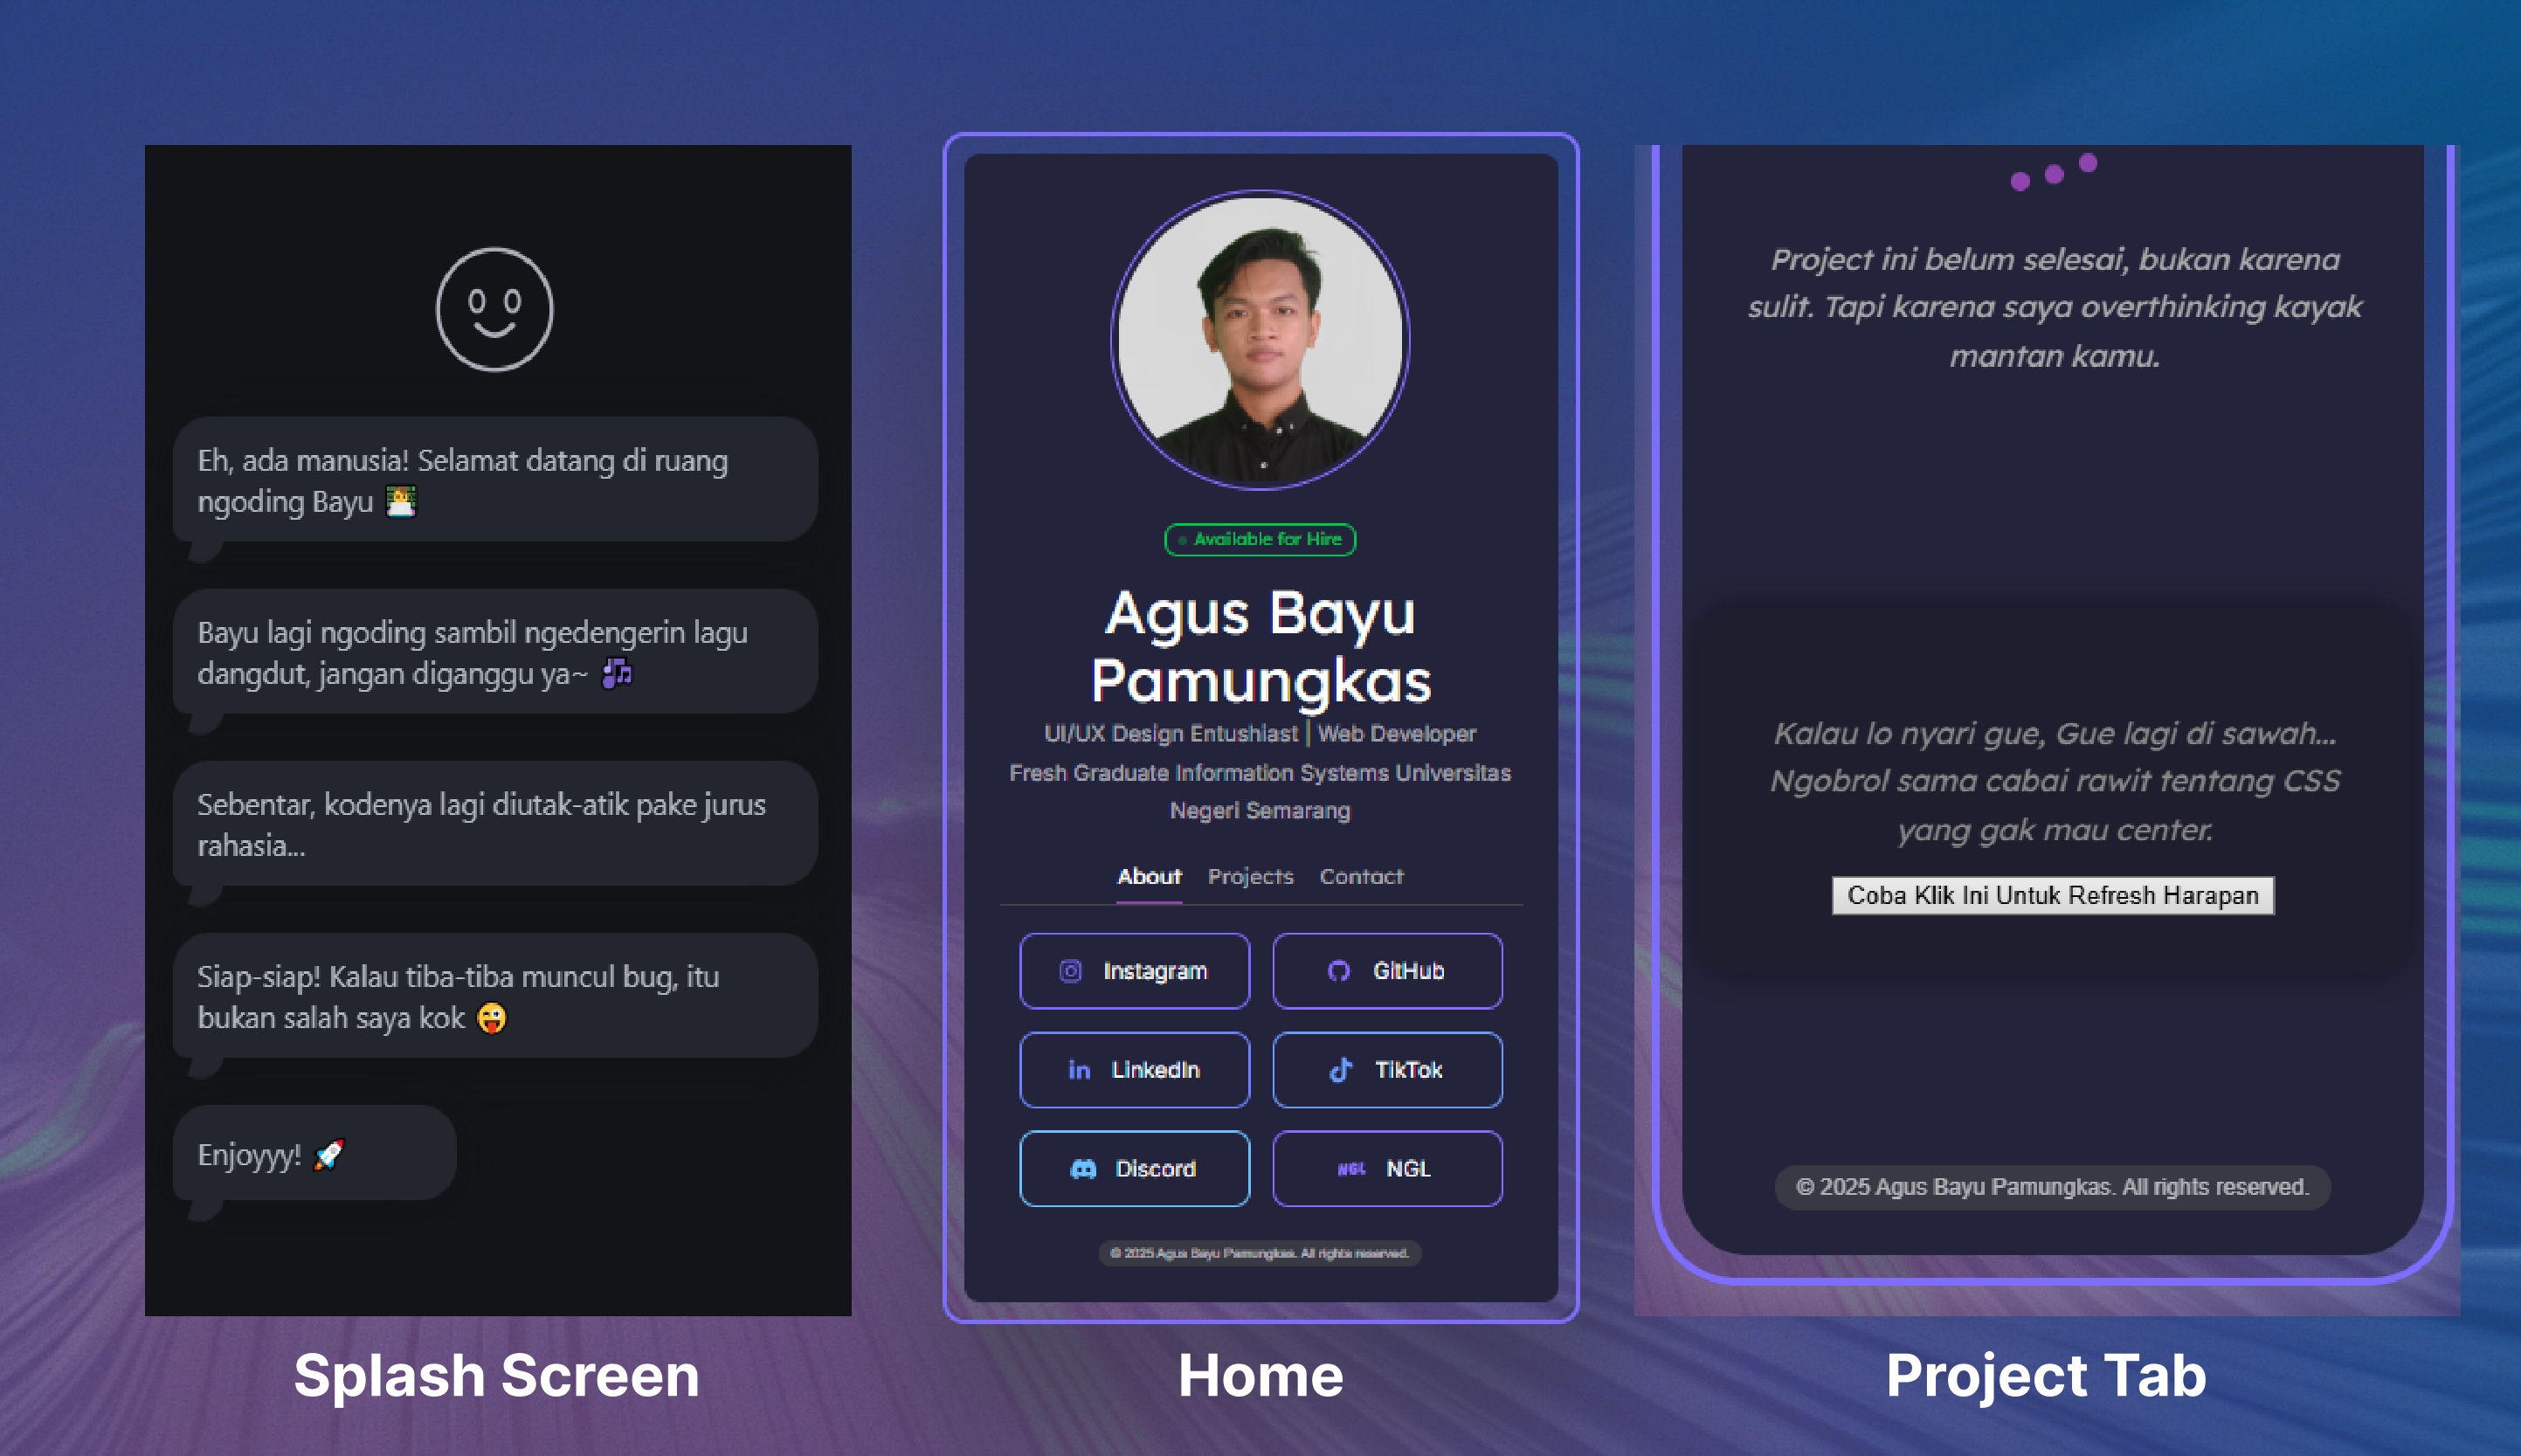 Eh, ada manusia! Selamat datang di ruang
ngoding Bayu
Bayu lagi ngoding sambil ngedengerin lagu
dangdut, jangan diganggu ya~
Sebentar, kodenya lagi diutak-atik pake jurus
rahasia...
Siap-siap! Kalau tiba-tiba muncul bug, itu
bukan salah saya kok 😜
Enjoyyy! 🚀
Splash Screen
Available for Hire
Agus Bayu
Pamungkas
UI/UX Design Entushiast | Web Developer
Fresh Graduate Information Systems Universitas
Negeri Semarang
About Projects Contact
Instagram GitHub
LinkedIn TikTok
Discord NGL NGL
© 2025 Agus Bayu Pamungkas. All rights reserved.
Home
Project ini belum selesai, bukan karena
sulit. Tapi karena saya overthinking kayak
mantan kamu.
Kalau lo nyari gue, Gue lagi di sawah...
Ngobrol sama cabai rawit tentang CSS
yang gak mau center.
Coba Klik Ini Untuk Refresh Harapan
© 2025 Agus Bayu Pamungkas. All rights reserved.
Project Tab